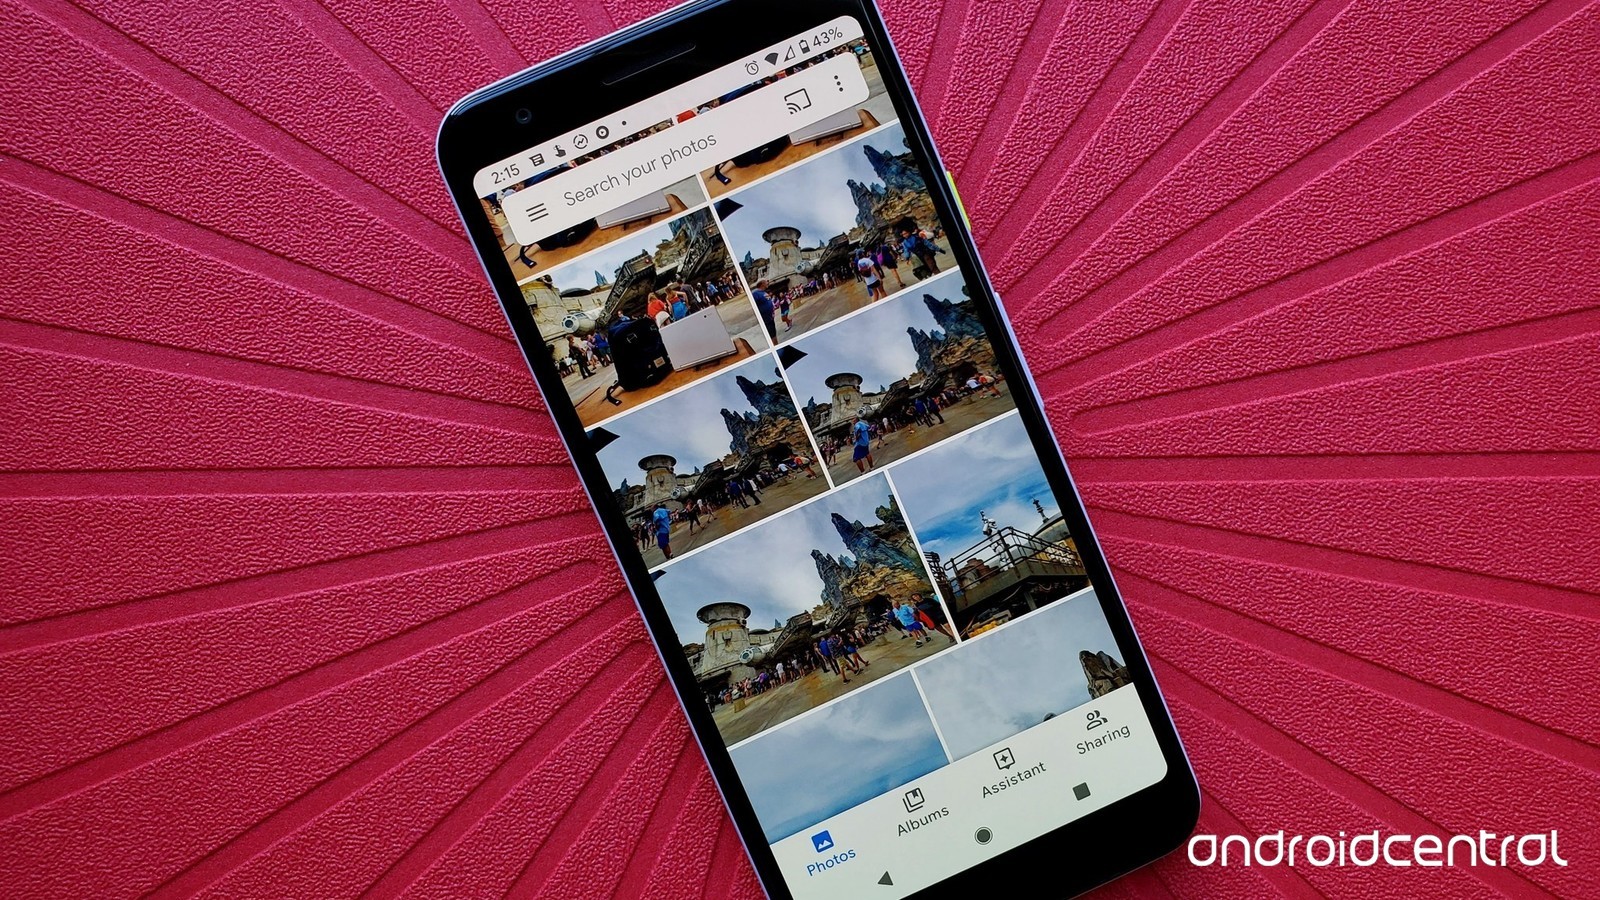 2:15
43%
Search your photos
Photos
Albums
Assistant
Sharing
androidcentral